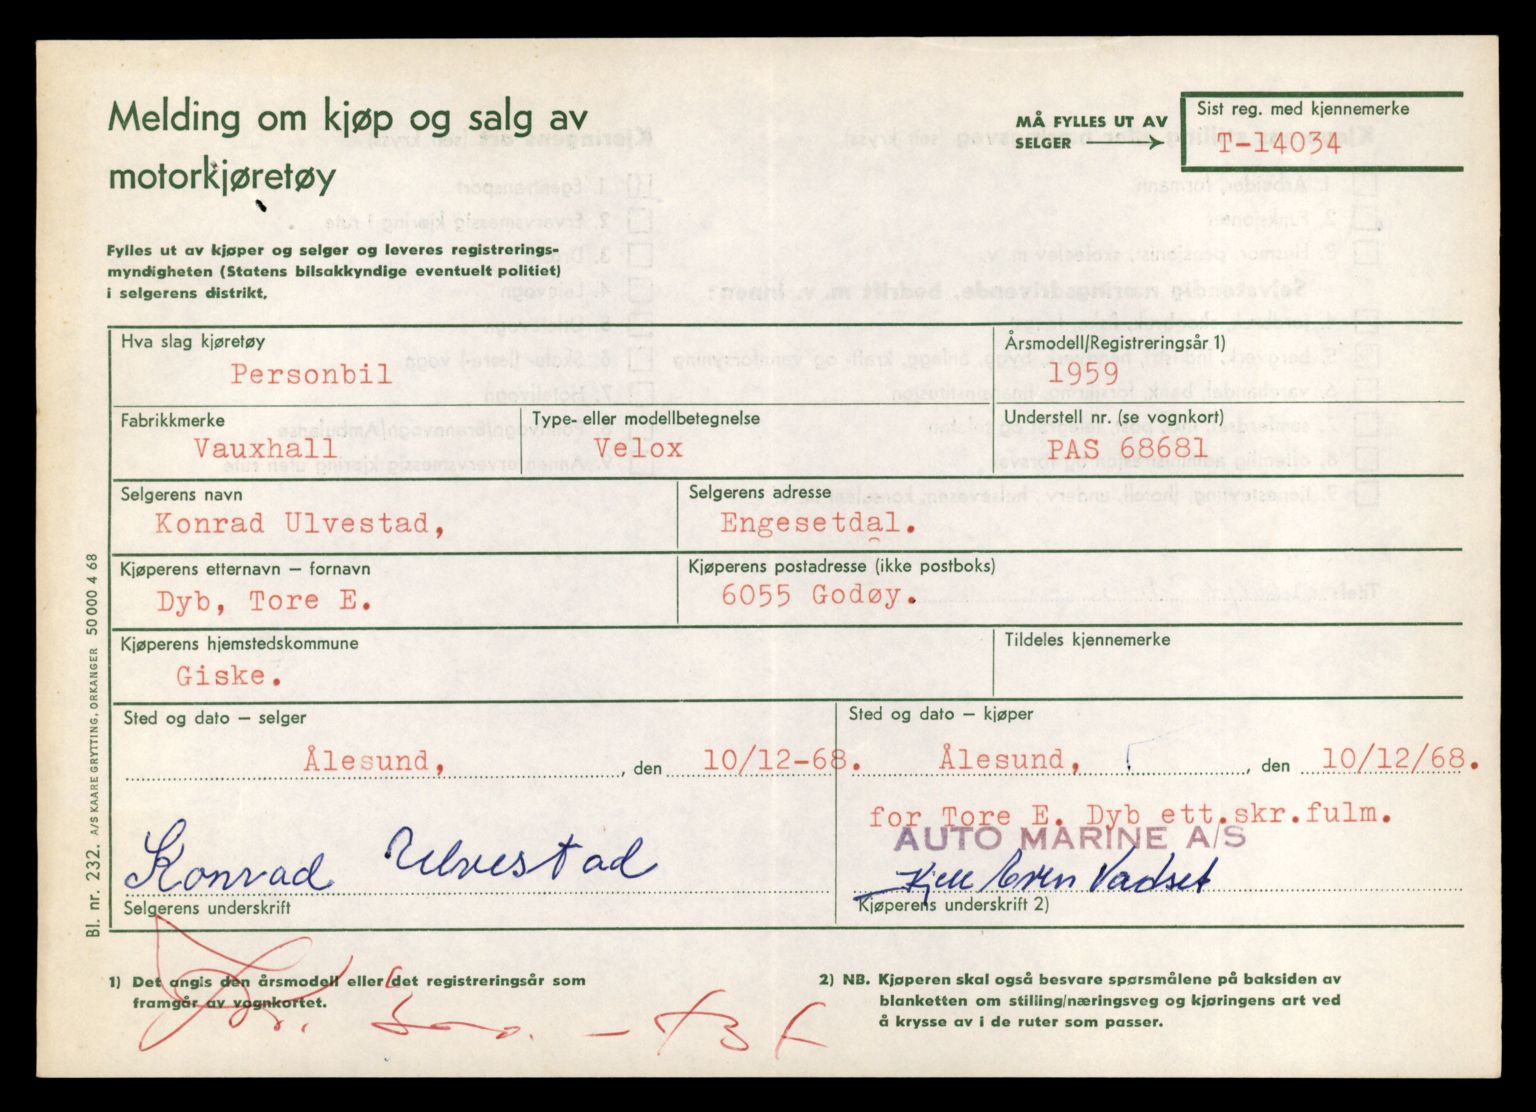 Melding om kjøp og salg av
motorkjøretøy
MÅ FYLLES UT AV
SELGER
Sist reg. med kjennemerke
T-14034
Fylles ut av kjøper og selger og leveres registrerings-
myndigheten (Statens bilsakkyndige eventuelt politiet)
i selgerens distrikt.
Hva slag kjøretøy
Personbil
Årsmodell/Registreringsår 1)
1959
Fabrikkmerke
Vauxhall
Type- eller modellbetegnelse
Velox
Understell nr. (se vognkort)
PAS 68681
Selgerens navn
Konrad Ulvestad,
Selgerens adresse
Engesetdal.
Kjøperens etternavn – fornavn
Dyb, Tore E.
Kjøperens postadresse (ikke postboks)
6055 Godøy.
Kjøperens hjemstedskommune
Giske.
Tildeles kjennemerke
Sted og dato – selger
Ålesund, , den 10/12-68.
Sted og dato – kjøper
Ålesund, , den 10/12/68.
for Tore E. Dyb ett.skr.fulm.
AUTO MARINE A/S
Konrad Ulvestad
Selgerens underskrift
Kjell Vadset
Kjøperens underskrift 2)
1) Det angis den årsmodell eller det registreringsår som
framgår av vognkortet.
2) NB. Kjøperen skal også besvare spørsmålene på baksiden av
blanketten om stilling/næringsveg og kjøringens art ved
å krysse av i de ruter som passer.
Bl. nr. 232. A/S KAARE GRYTTING, ORKANGER 50 000 4 68